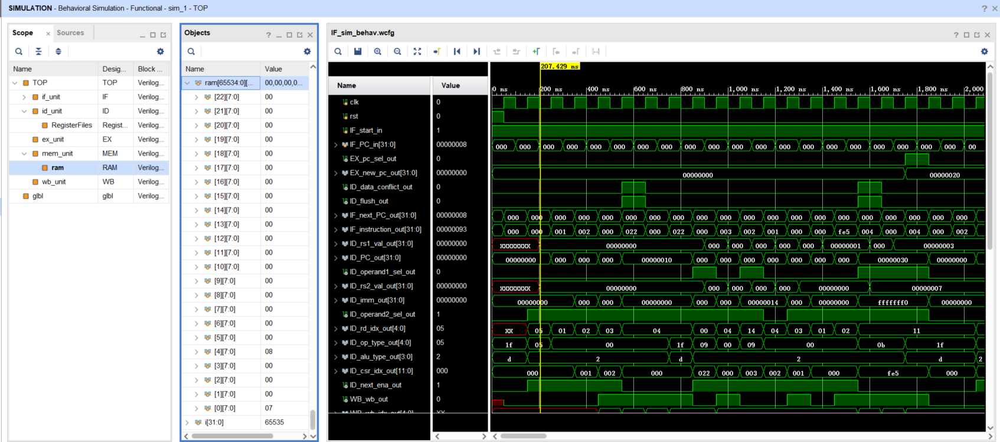 SIMULATION - Behavioral Simulation - Functional - sim_1 - TOP
Scope
Sources
Name Desig... Block ...
TOP TOP Verilog...
if_unit IF Verilog...
id_unit ID Verilog...
RegisterFiles Regist... Verilog...
ex_unit EX Verilog...
mem_unit MEM Verilog...
ram RAM Verilog...
wb_unit WB Verilog...
glbl glbl Verilog...
Objects
Name Value
ram[65534:0][... 00,00,00,0...
[22][7:0] 00
[21][7:0] 00
[20][7:0] 00
[19][7:0] 00
[18][7:0] 00
[17][7:0] 00
[16][7:0] 00
[15][7:0] 00
[14][7:0] 00
[13][7:0] 00
[12][7:0] 00
[11][7:0] 00
[10][7:0] 00
[9][7:0] 00
[8][7:0] 00
[7][7:0] 00
[6][7:0] 00
[5][7:0] 00
[4][7:0] 08
[3][7:0] 00
[2][7:0] 00
[1][7:0] 00
[0][7:0] 07
i[31:0] 65535
IF_sim_behav.wcfg
207.429 ns
Name Value
0 ns 200 ns 400 ns 600 ns 800 ns 1,000 ns 1,200 ns 1,400 ns 1,600 ns 1,800 ns 2,000
clk 0
rst 0
IF_start_in 1
IF_PC_in[31:0] 00000008 000 000 000 000 000 000 000 000 000 000 000 000 000 000 000 000 000 000 000 000 00
EX_pc_sel_out 0
EX_new_pc_out[31:0] 00000000 00000000 00000020
ID_data_conflict_out 0
ID_flush_out 0
IF_next_PC_out[31:0] 00000008 000 000 000 000 000 000 000 000 000 000 000 000 000 000 000 000 000 000 000 000
IF_instruction_out[31:0] 00000093 000 000 001 002 000 022 000 022 000 003 002 001 000 000 fe5 004 000 004 000 002
ID_rs1_val_out[31:0] 00000000 XXXXXXXX 00000000 000 000 000 000 000 00000001 000 00000003
ID_PC_out[31:0] 00000000 00000000 000 000 000 00000010 000 000 000 000 000 000 000 00000030 00000000
ID_operand1_sel_out 0
ID_rs2_val_out[31:0] 00000000 XXXXXXXX 00000000 000 000 000 000 00000000 00000007
ID_imm_out[31:0] 00000000 00000000 000 000 00000000 000 000 00000014 000 00000000 fffffff0 00000000
ID_operand2_sel_out 1
ID_rd_idx_out[4:0] 05 XX 05 01 02 03 04 00 04 14 04 03 01 02 11
ID_op_type_out[4:0] 05 1f 05 00 1f 09 00 09 00 0b 1f
ID_alu_type_out[3:0] 2 d 2 d 2 d 2
ID_csr_idx_out[11:0] 000 000 001 002 000 022 000 003 002 001 000 fe5 000
ID_next_ena_out 1
WB_wb_out 0
WB_wb_idx_out[4:0] XX